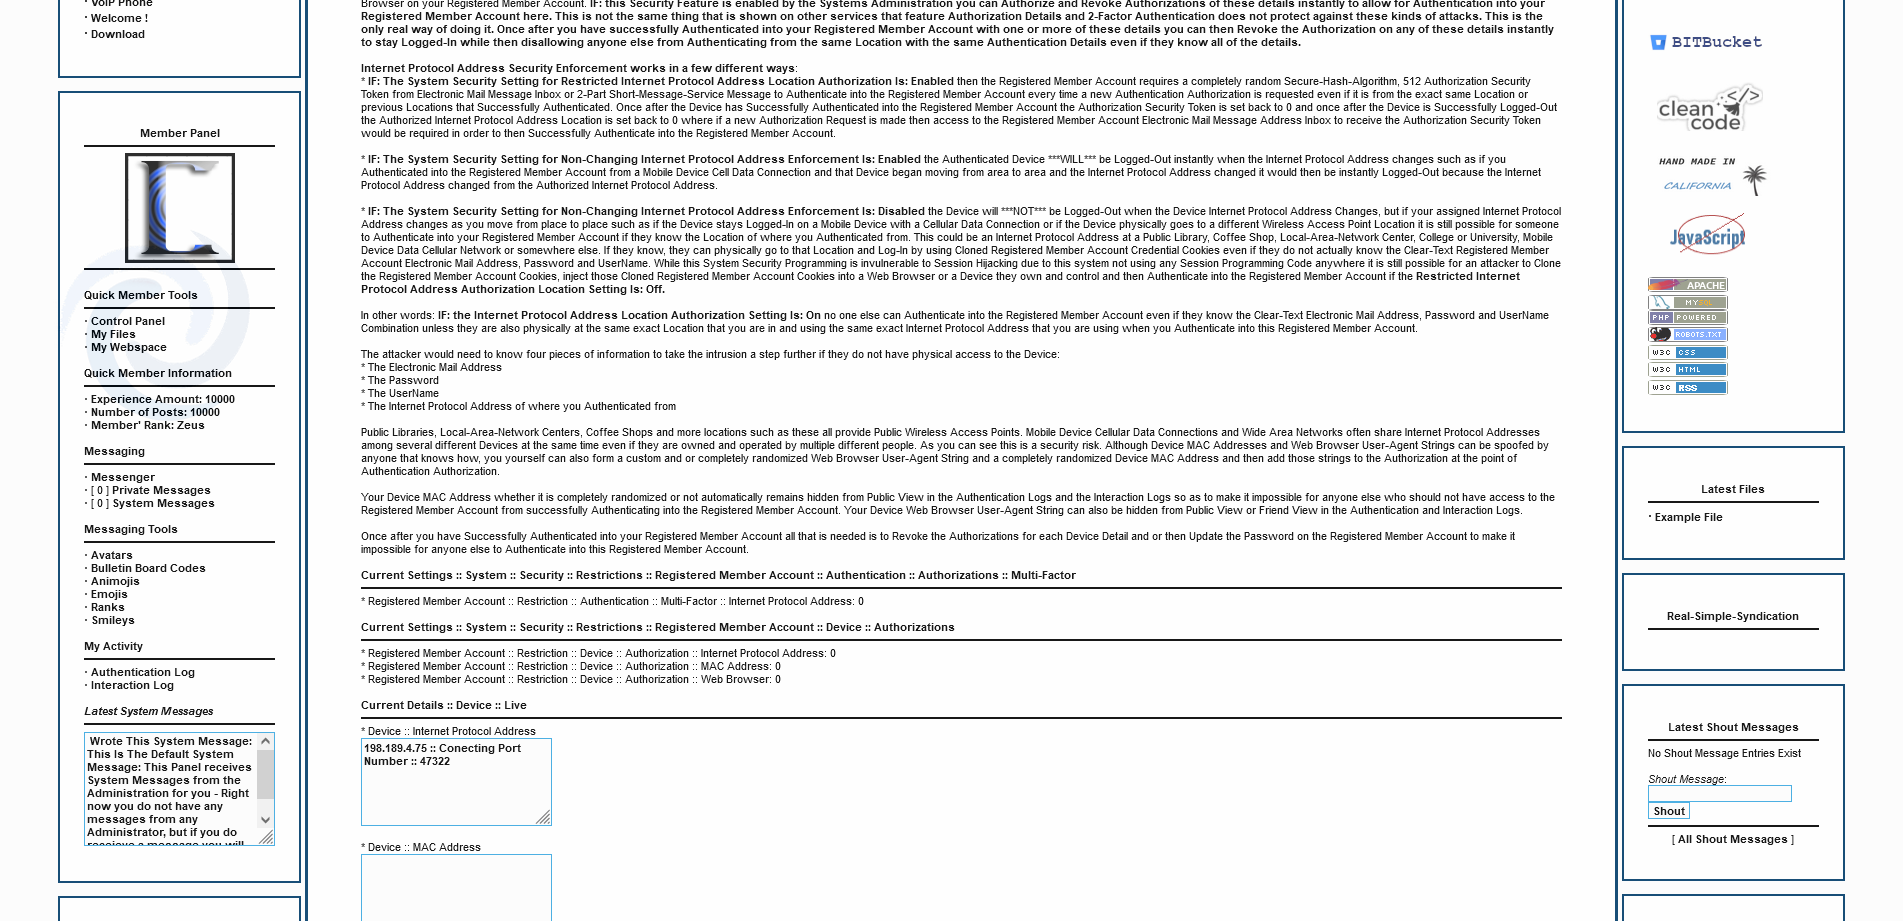 · VoIP Phone
· Welcome !
· Download
Member Panel
Quick Member Tools
· Control Panel
· My Files
· My Webspace
Quick Member Information
· Experience Amount: 10000
· Number of Posts: 10000
· Member' Rank: Zeus
Messaging
· Messenger
· [ 0 ] Private Messages
· [ 0 ] System Messages
Messaging Tools
· Avatars
· Bulletin Board Codes
· Animojis
· Emojis
· Ranks
· Smileys
My Activity
· Authentication Log
· Interaction Log
Latest System Messages
Wrote This System Message:
This Is The Default System
Message: This Panel receives
System Messages from the
Administration for you - Right
now you do not have any
messages from any
Administrator, but if you do
receieve a message you will
Browser on your Registered Member Account. IF: this Security Feature is enabled by the Systems Administration you can Authorize and Revoke Authorizations of these details instantly to allow for Authentication into your
Registered Member Account here. This is not the same thing that is shown on other services that feature Authorization Details and 2-Factor Authentication does not protect against these kinds of attacks. This is the
only real way of doing it. Once after you have successfully Authenticated into your Registered Member Account with one or more of these details you can then Revoke the Authorization on any of these details instantly
to stay Logged-In while then disallowing anyone else from Authenticating from the same Location with the same Authentication Details even if they know all of the details.
Internet Protocol Address Security Enforcement works in a few different ways:
* IF: The System Security Setting for Restricted Internet Protocol Address Location Authorization Is: Enabled then the Registered Member Account requires a completely random Secure-Hash-Algorithm, 512 Authorization Security
Token from Electronic Mail Message Inbox or 2-Part Short-Message-Service Message to Authenticate into the Registered Member Account every time a new Authentication Authorization is requested even if it is from the exact same Location or
previous Locations that Successfully Authenticated. Once after the Device has Successfully Authenticated into the Registered Member Account the Authorization Security Token is set back to 0 and once after the Device is Successfully Logged-Out
the Authorized Internet Protocol Address Location is set back to 0 where if a new Authorization Request is made then access to the Registered Member Account Electronic Mail Message Address Inbox to receive the Authorization Security Token
would be required in order to then Successfully Authenticate into the Registered Member Account.
* IF: The System Security Setting for Non-Changing Internet Protocol Address Enforcement Is: Enabled the Authenticated Device ***WILL*** be Logged-Out instantly when the Internet Protocol Address changes such as if you
Authenticated into the Registered Member Account from a Mobile Device Cell Data Connection and that Device began moving from area to area and the Internet Protocol Address changed it would then be instantly Logged-Out because the Internet
Protocol Address changed from the Authorized Internet Protocol Address.
* IF: The System Security Setting for Non-Changing Internet Protocol Address Enforcement Is: Disabled the Device will ***NOT*** be Logged-Out when the Device Internet Protocol Address Changes, but if your assigned Internet Protocol
Address changes as you move from place to place such as if the Device stays Logged-In on a Mobile Device with a Cellular Data Connection or if the Device physically goes to a different Wireless Access Point Location it is still possible for someone
to Authenticate into your Registered Member Account if they know the Location of where you Authenticated from. This could be an Internet Protocol Address at a Public Library, Coffee Shop, Local-Area-Network Center, College or University, Mobile
Device Data Cellular Network or somewhere else. If they know, they can physically go to that Location and Log-In by using Cloned Registered Member Account Credential Cookies even if they do not actually know the Clear-Text Registered Member
Account Electronic Mail Address, Password and UserName. While this System Security Programming is invulnerable to Session Hijacking due to this system not using any Session Programming Code anywhere it is still possible for an attacker to Clone
the Registered Member Account Cookies, inject those Cloned Registered Member Account Cookies into a Web Browser or a Device they own and control and then Authenticate into the Registered Member Account if the Restricted Internet
Protocol Address Authorization Location Setting Is: Off.
In other words: IF: the Internet Protocol Address Location Authorization Setting Is: On no one else can Authenticate into the Registered Member Account even if they know the Clear-Text Electronic Mail Address, Password and UserName
Combination unless they are also physically at the same exact Location that you are in and using the same exact Internet Protocol Address that you are using when you Authenticate into this Registered Member Account.
The attacker would need to know four pieces of information to take the intrusion a step further if they do not have physical access to the Device:
* The Electronic Mail Address
* The Password
* The UserName
* The Internet Protocol Address of where you Authenticated from
Public Libraries, Local-Area-Network Centers, Coffee Shops and more locations such as these all provide Public Wireless Access Points. Mobile Device Cellular Data Connections and Wide Area Networks often share Internet Protocol Addresses
among several different Devices at the same time even if they are owned and operated by multiple different people. As you can see this is a security risk. Although Device MAC Addresses and Web Browser User-Agent Strings can be spoofed by
anyone that knows how, you yourself can also form a custom and or completely randomized Web Browser User-Agent String and a completely randomized Device MAC Address and then add those strings to the Authorization at the point of
Authentication Authorization.
Your Device MAC Address whether it is completely randomized or not automatically remains hidden from Public View in the Authentication Logs and the Interaction Logs so as to make it impossible for anyone else who should not have access to the
Registered Member Account from successfully Authenticating into the Registered Member Account. Your Device Web Browser User-Agent String can also be hidden from Public View or Friend View in the Authentication and Interaction Logs.
Once after you have Successfully Authenticated into your Registered Member Account all that is needed is to Revoke the Authorizations for each Device Detail and or then Update the Password on the Registered Member Account to make it
impossible for anyone else to Authenticate into this Registered Member Account.
Current Settings :: System :: Security :: Restrictions :: Registered Member Account :: Authentication :: Authorizations :: Multi-Factor
* Registered Member Account :: Restriction :: Authentication :: Multi-Factor :: Internet Protocol Address: 0
Current Settings :: System :: Security :: Restrictions :: Registered Member Account :: Device :: Authorizations
* Registered Member Account :: Restriction :: Device :: Authorization :: Internet Protocol Address: 0
* Registered Member Account :: Restriction :: Device :: Authorization :: MAC Address: 0
* Registered Member Account :: Restriction :: Device :: Authorization :: Web Browser: 0
Current Details :: Device :: Live
* Device :: Internet Protocol Address
198.189.4.75 :: Conecting Port
Number :: 47322
* Device :: MAC Address
BITBucket
clean
code
HAND MADE IN
CALIFORNIA
JavaScript
APACHE
MYSQL
PHP POWERED
ROBOTS.TXT
W3C CSS
W3C HTML
W3C RSS
Latest Files
· Example File
Real-Simple-Syndication
Latest Shout Messages
No Shout Message Entries Exist
Shout Message:
Shout
[ All Shout Messages ]